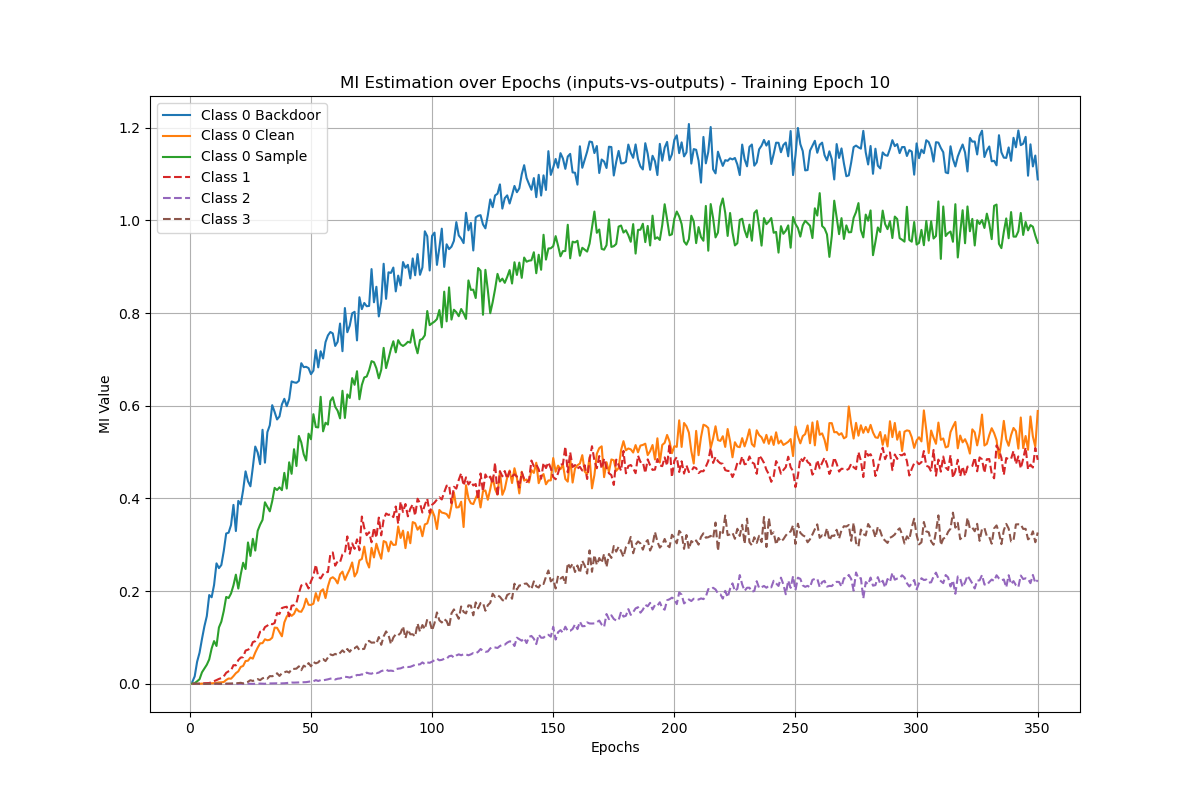 MI Estimation over Epochs (inputs-vs-outputs) - Training Epoch 10
Class 0 Backdoor
Class 0 Clean
Class 0 Sample
Class 1
Class 2
Class 3
MI Value
1.2
1.0
0.8
0.6
0.4
0.2
0.0
0 50 100 150 200 250 300 350
Epochs